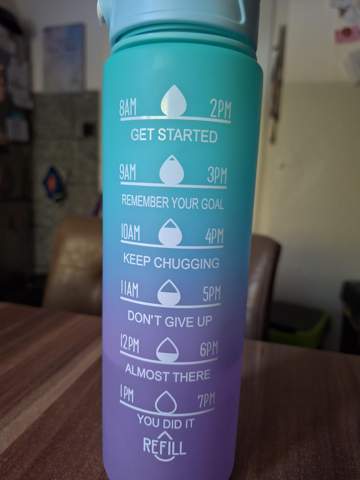 8AM 2PM
GET STARTED
9AM 3PM
REMEMBER YOUR GOAL
10AM 4PM
KEEP CHUGGING
11AM 5PM
DON'T GIVE UP
12PM 6PM
ALMOST THERE
1PM 7PM
YOU DID IT
REFILL